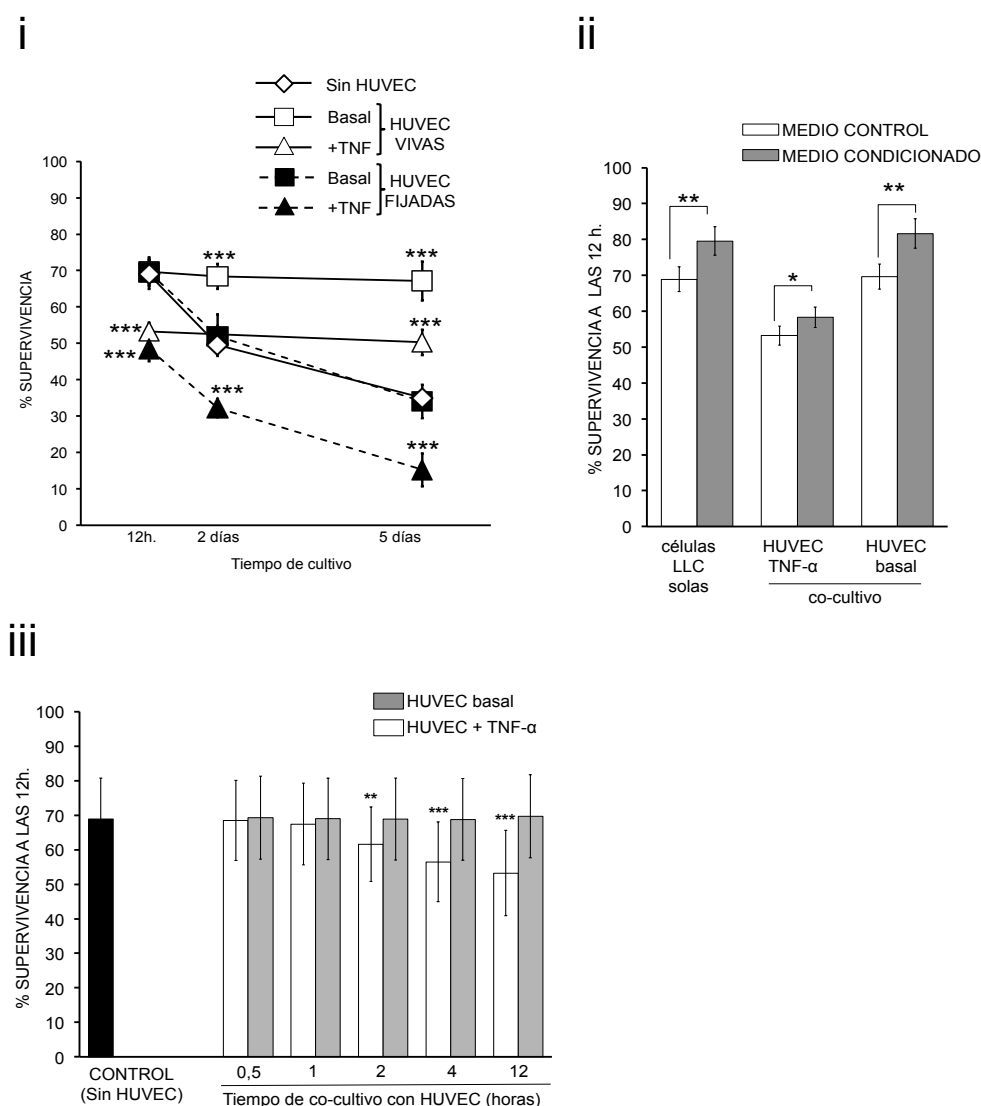 i
Sin HUVEC
Basal
+TNF
HUVEC
VIVAS
Basal
+TNF
HUVEC
FIJADAS
% SUPERVIVENCIA
100
90
80
70
60
50
40
30
20
10
0
***
***
***
***
***
***
***
12h.
2 días
5 días
Tiempo de cultivo
ii
MEDIO CONTROL
MEDIO CONDICIONADO
% SUPERVIVENCIA A LAS 12 h.
100
90
80
70
60
50
40
30
20
10
0
**
*
**
células
LLC
solas
HUVEC
TNF-α
HUVEC
basal
co-cultivo
iii
HUVEC basal
HUVEC + TNF-α
% SUPERVIVENCIA A LAS 12h.
100
90
80
70
60
50
40
30
20
10
0
**
***
***
CONTROL
(Sin HUVEC)
0,5
1
2
4
12
Tiempo de co-cultivo con HUVEC (horas)